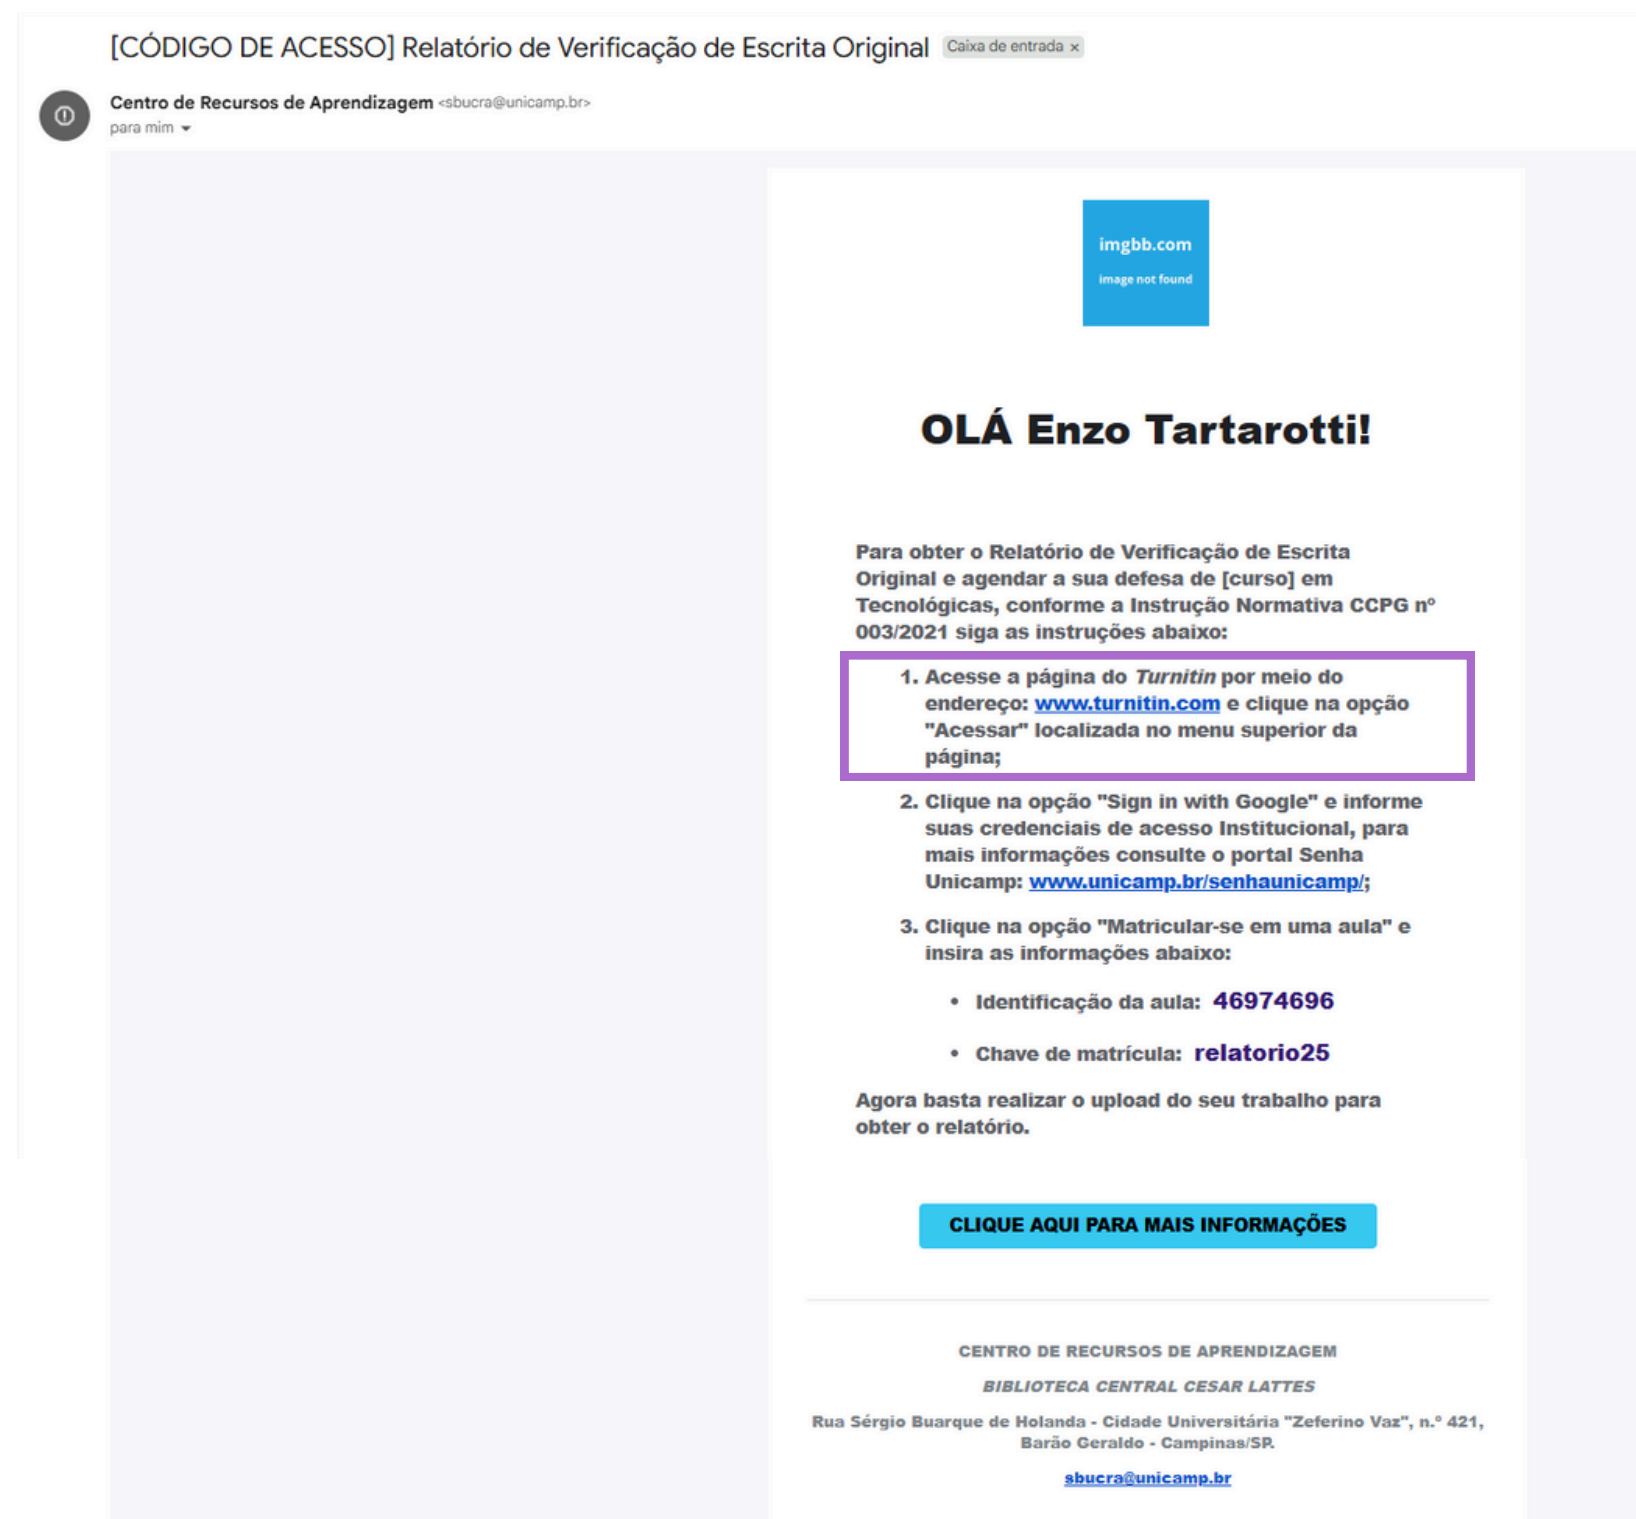 [CÓDIGO DE ACESSO] Relatório de Verificação de Escrita Original Caixa de entrada x
Centro de Recursos de Aprendizagem <sbucra@unicamp.br>
para mim
imgbb.com
image not found
OLÁ Enzo Tartarotti!
Para obter o Relatório de Verificação de Escrita
Original e agendar a sua defesa de [curso] em
Tecnológicas, conforme a Instrução Normativa CCPG nº
003/2021 siga as instruções abaixo:
1. Acesse a página do Turnitin por meio do
endereço: www.turnitin.com e clique na opção
"Acessar" localizada no menu superior da
página;
2. Clique na opção "Sign in with Google" e informe
suas credenciais de acesso Institucional, para
mais informações consulte o portal Senha
Unicamp: www.unicamp.br/senhaunicamp/;
3. Clique na opção "Matricular-se em uma aula" e
insira as informações abaixo:
• Identificação da aula: 46974696
• Chave de matrícula: relatorio25
Agora basta realizar o upload do seu trabalho para
obter o relatório.
CLIQUE AQUI PARA MAIS INFORMAÇÕES
CENTRO DE RECURSOS DE APRENDIZAGEM
BIBLIOTECA CENTRAL CESAR LATTES
Rua Sérgio Buarque de Holanda - Cidade Universitária "Zeferino Vaz", n.º 421,
Barão Geraldo - Campinas/SP.
sbucra@unicamp.br